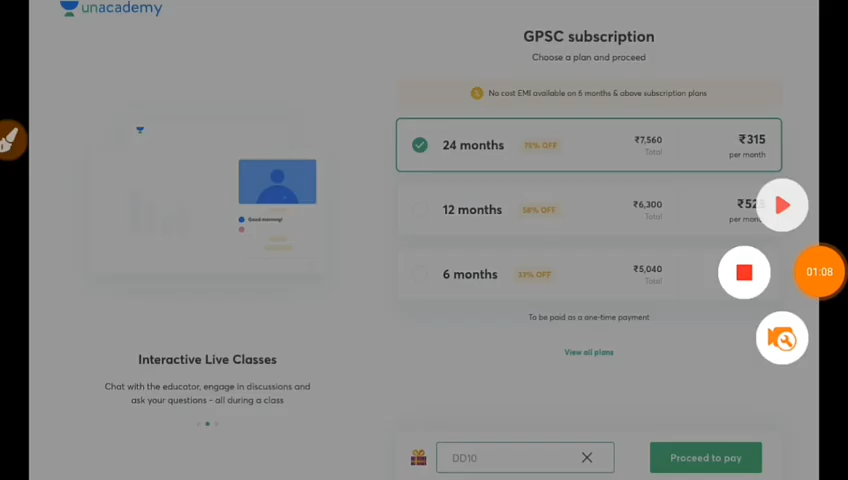 unacademy
GPSC subscription
Choose a plan and proceed
No cost EMI available on 6 months & above subscription plans
24 months 75% OFF ₹7,560 ₹315
Total per month
12 months 58% OFF ₹6,300 ₹525
Total per month
6 months 33% OFF ₹5,040
Total
To be paid as a one-time payment
View all plans
Good morning!
Interactive Live Classes
Chat with the educator, engage in discussions and
ask your questions - all during a class
DD10
Proceed to pay
01:08